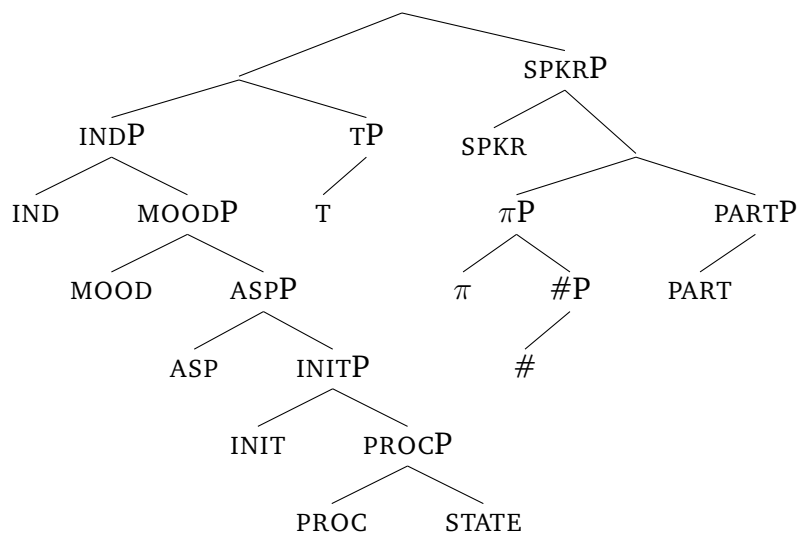 SPKRP
INDP TP SPKR
IND MOODP T πP PARTP
MOOD ASPP π #P PART
ASP INITP #
INIT PROCP
PROC STATE